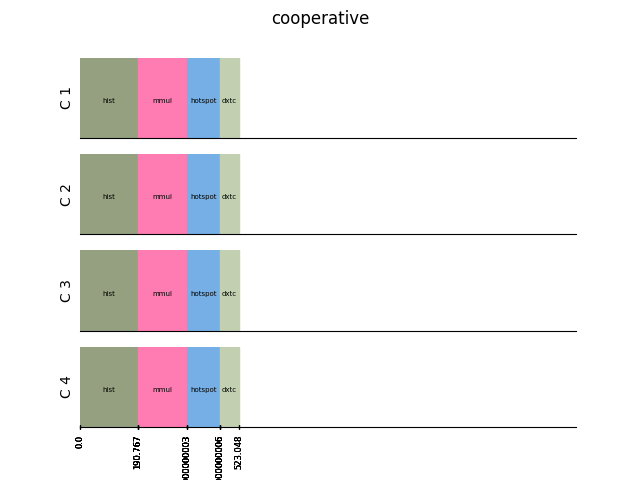 cooperative
C 1
hist mmul hotspot dxtc
C 2
hist mmul hotspot dxtc
C 3
hist mmul hotspot dxtc
C 4
hist mmul hotspot dxtc
0.0 190.767 523.048